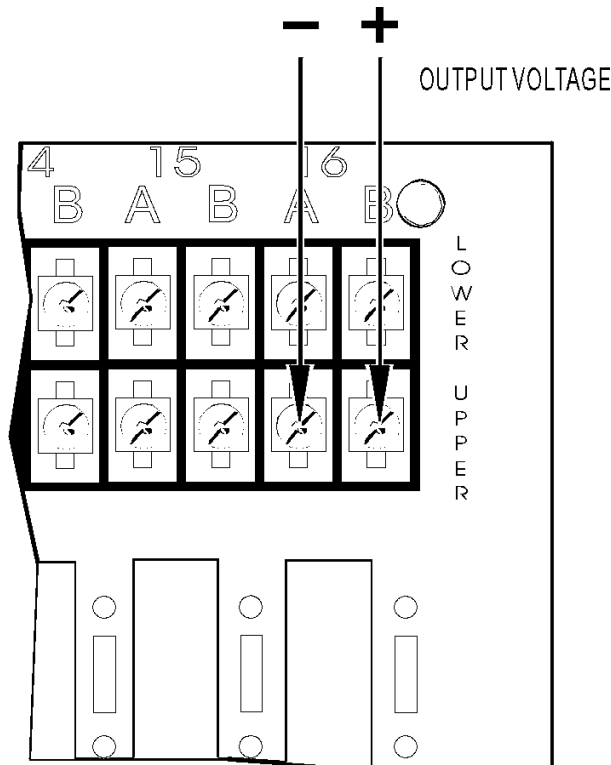 − +
OUTPUT VOLTAGE
4 15 16
B A B A B
LOWER UPPER